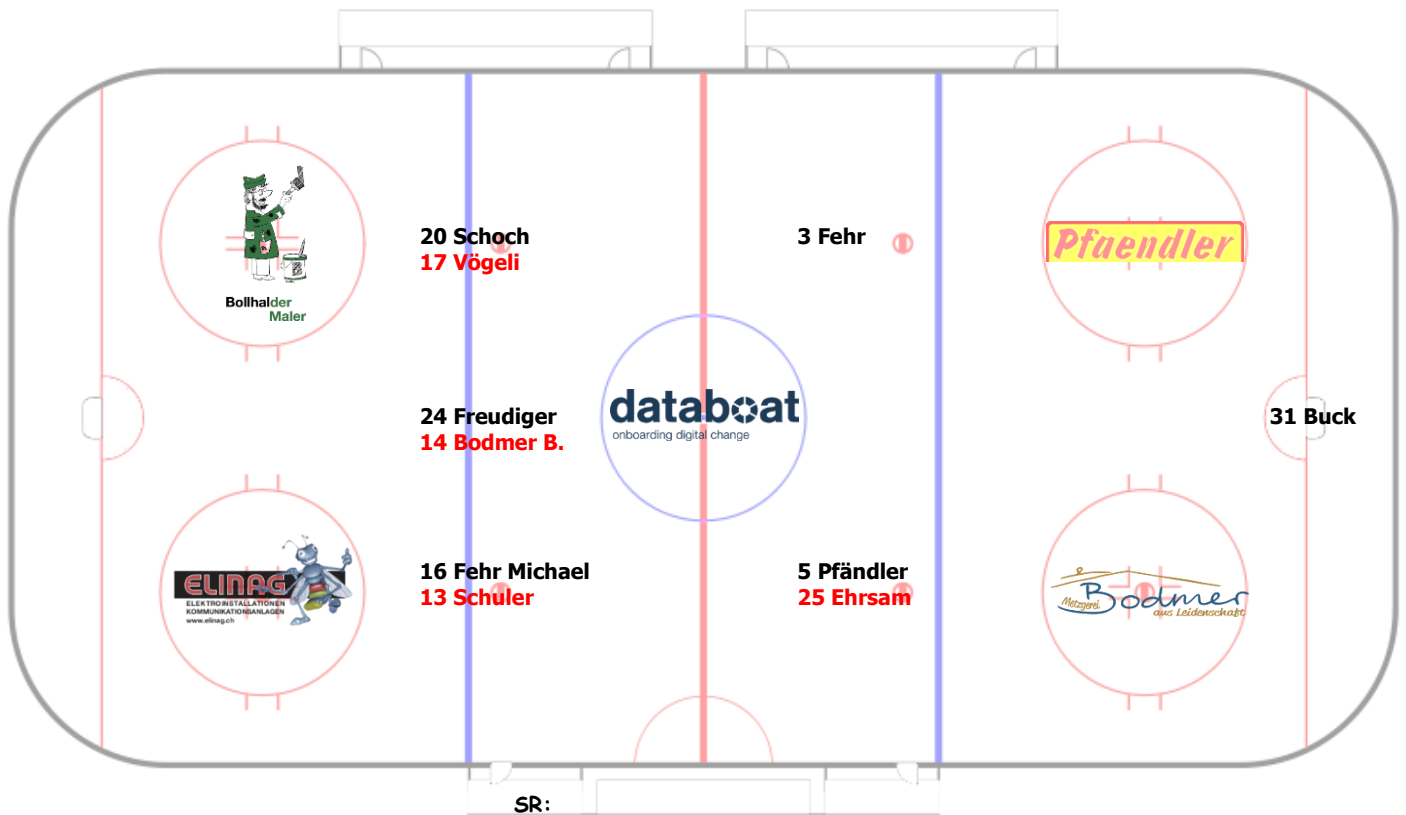 20 Schoch
17 Vögeli
3 Fehr
Pfaendler
Bollhalder
Maler
24 Freudiger
14 Bodmer B.
databoat
onboarding digital change
31 Buck
16 Fehr Michael
13 Schuler
5 Pfändler
25 Ehrsam
ELINAG
ELEKTROINSTALLATIONEN
KOMMUNIKATIONSANLAGEN
www.elinag.ch
Metzgerei Bodmer
aus Leidenschaft
SR: